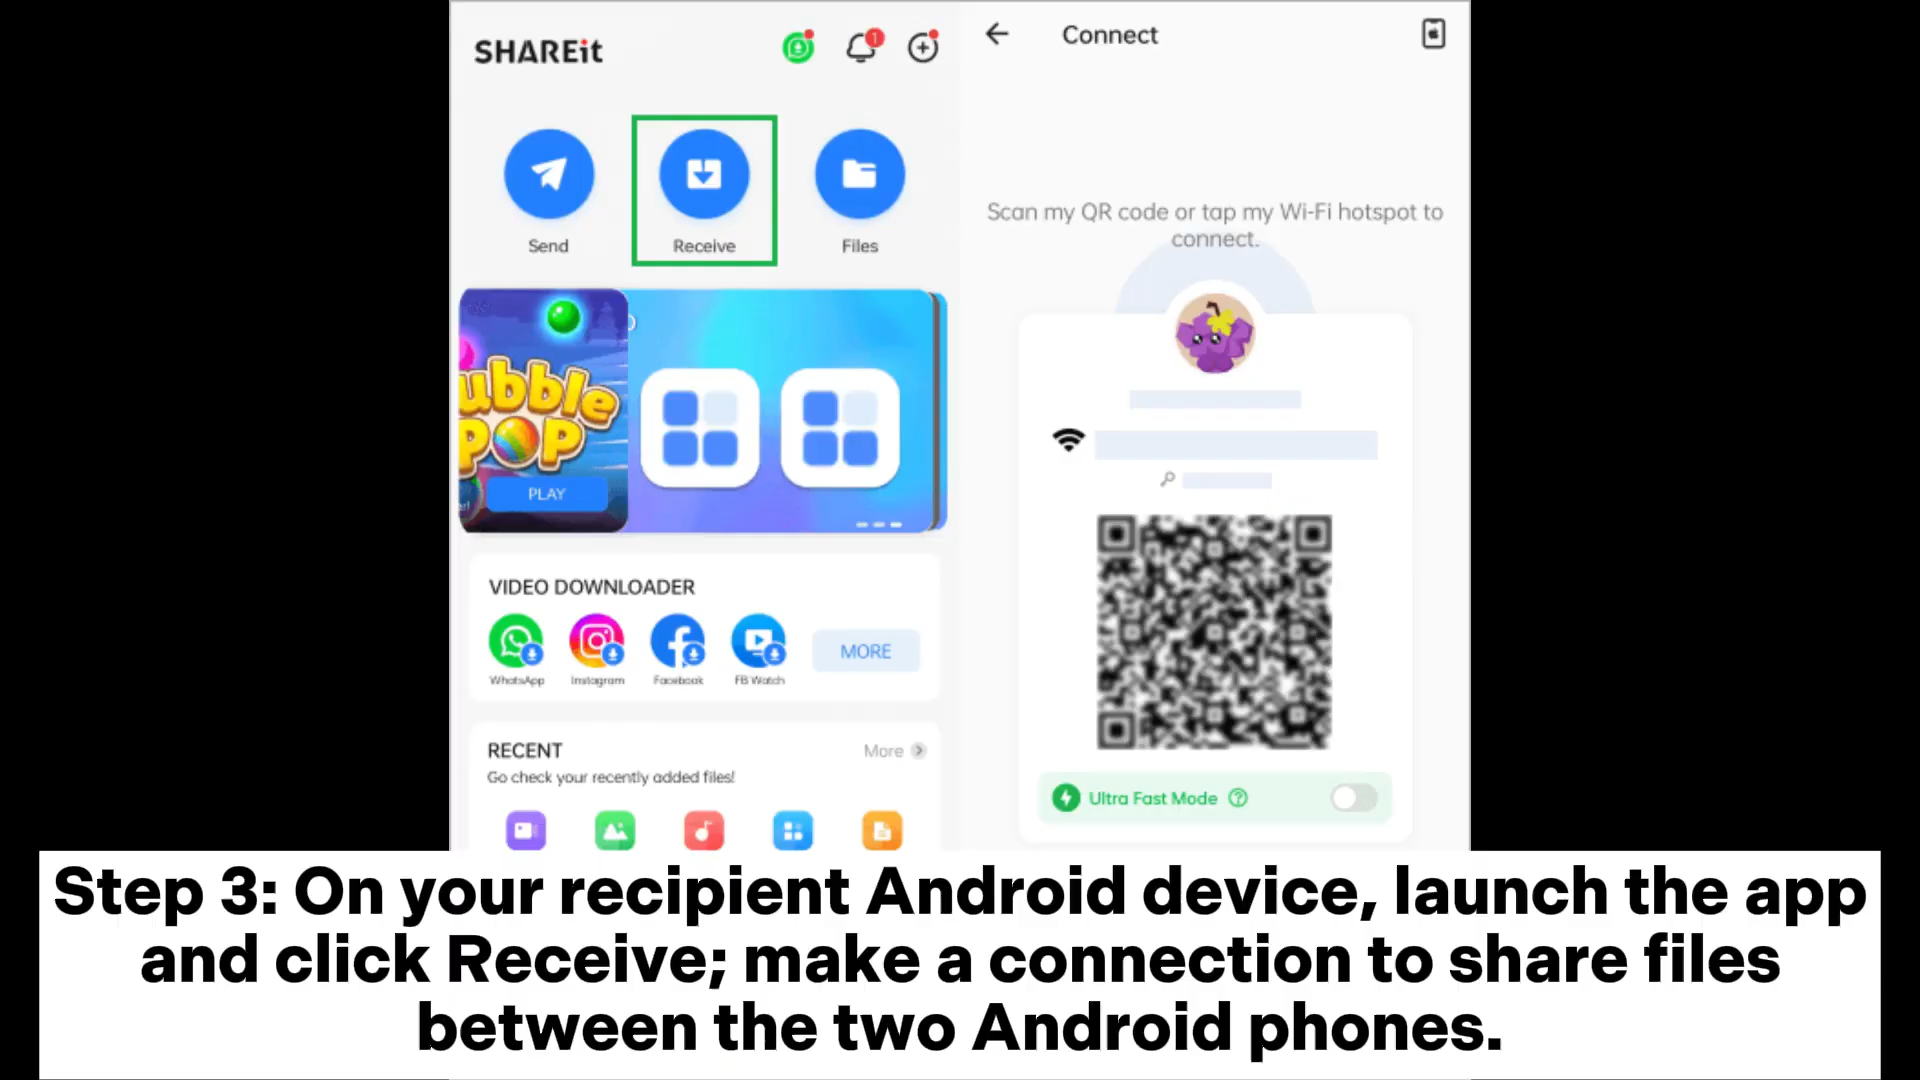 SHAREit
1
Send
Receive
Files
ubble
POP
PLAY
VIDEO DOWNLOADER
WhatsApp
Instagram
Facebook
FB Watch
MORE
RECENT
More
Go check your recently added files!
Connect
Scan my QR code or tap my Wi-Fi hotspot to
connect.
Ultra Fast Mode
Step 3: On your recipient Android device, launch the app
and click Receive; make a connection to share files
between the two Android phones.